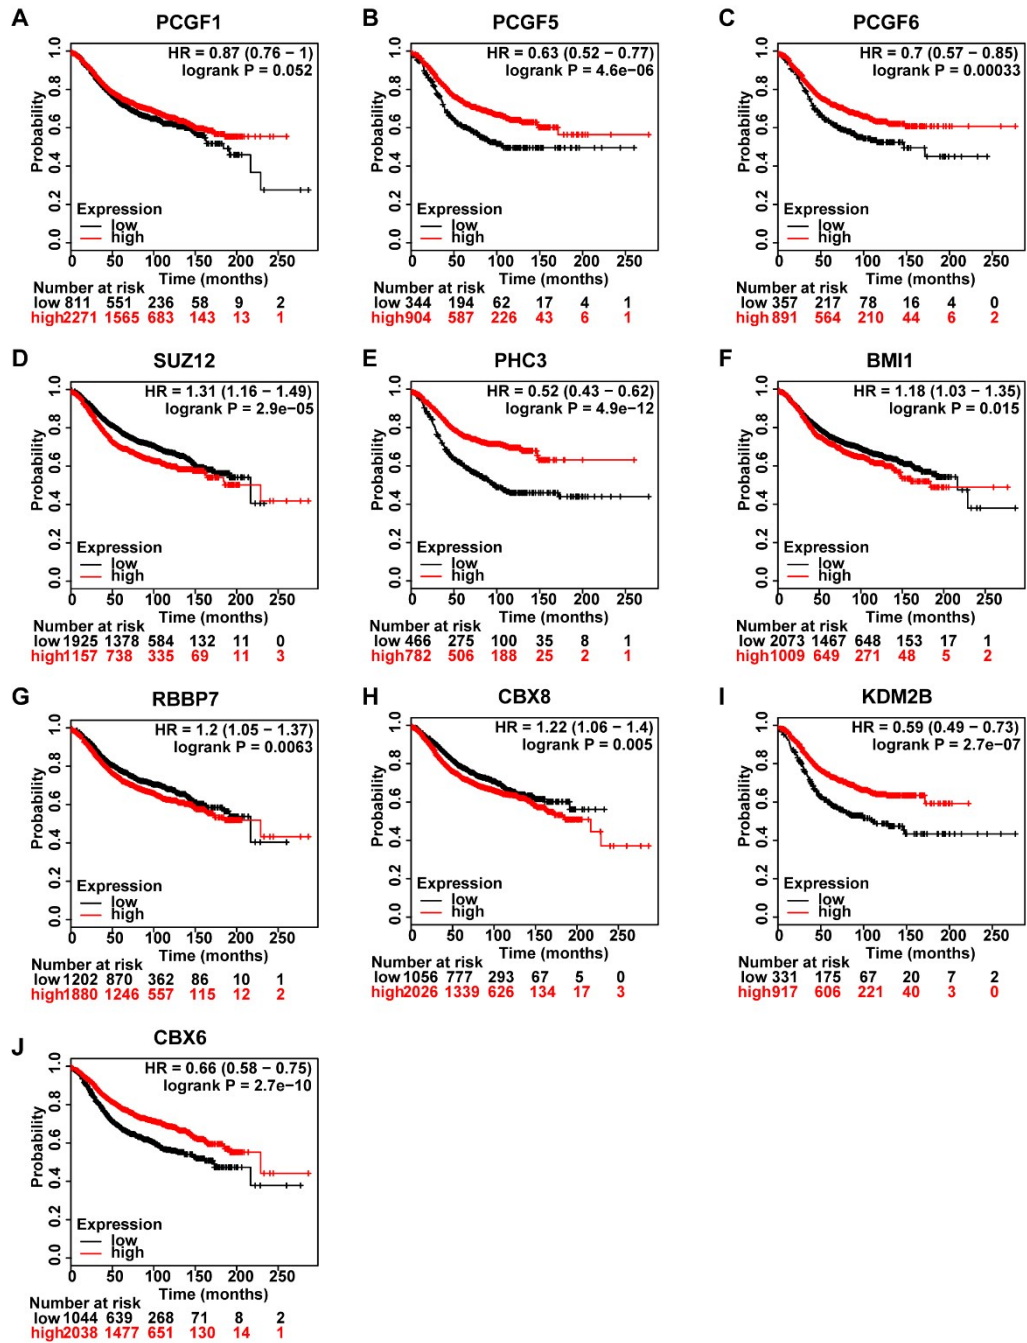 A
PCGF1
HR = 0.87 (0.76 − 1)
logrank P = 0.052
Probability
0.0 0.2 0.4 0.6 0.8 1.0
Expression
low
high
0 50 100 150 200 250
Time (months)
Number at risk
low 811 551 236 58 9 2
high 2271 1565 683 143 13 1
B
PCGF5
HR = 0.63 (0.52 − 0.77)
logrank P = 4.6e−06
Probability
0.0 0.2 0.4 0.6 0.8 1.0
Expression
low
high
0 50 100 150 200 250
Time (months)
Number at risk
low 344 194 62 17 4 1
high 904 587 226 43 6 1
C
PCGF6
HR = 0.7 (0.57 − 0.85)
logrank P = 0.00033
Probability
0.0 0.2 0.4 0.6 0.8 1.0
Expression
low
high
0 50 100 150 200 250
Time (months)
Number at risk
low 357 217 78 16 4 0
high 891 564 210 44 6 2
D
SUZ12
HR = 1.31 (1.16 − 1.49)
logrank P = 2.9e−05
Probability
0.0 0.2 0.4 0.6 0.8 1.0
Expression
low
high
0 50 100 150 200 250
Time (months)
Number at risk
low 1925 1378 584 132 11 0
high 1157 738 335 69 11 3
E
PHC3
HR = 0.52 (0.43 − 0.62)
logrank P = 4.9e−12
Probability
0.0 0.2 0.4 0.6 0.8 1.0
Expression
low
high
0 50 100 150 200 250
Time (months)
Number at risk
low 466 275 100 35 8 1
high 782 506 188 25 2 1
F
BMI1
HR = 1.18 (1.03 − 1.35)
logrank P = 0.015
Probability
0.0 0.2 0.4 0.6 0.8 1.0
Expression
low
high
0 50 100 150 200 250
Time (months)
Number at risk
low 2073 1467 648 153 17 1
high 1009 649 271 48 5 2
G
RBBP7
HR = 1.2 (1.05 − 1.37)
logrank P = 0.0063
Probability
0.0 0.2 0.4 0.6 0.8 1.0
Expression
low
high
0 50 100 150 200 250
Time (months)
Number at risk
low 1202 870 362 86 10 1
high 1880 1246 557 115 12 2
H
CBX8
HR = 1.22 (1.06 − 1.4)
logrank P = 0.005
Probability
0.0 0.2 0.4 0.6 0.8 1.0
Expression
low
high
0 50 100 150 200 250
Time (months)
Number at risk
low 1056 777 293 67 5 0
high 2026 1339 626 134 17 3
I
KDM2B
HR = 0.59 (0.49 − 0.73)
logrank P = 2.7e−07
Probability
0.0 0.2 0.4 0.6 0.8 1.0
Expression
low
high
0 50 100 150 200 250
Time (months)
Number at risk
low 331 175 67 20 7 2
high 917 606 221 40 3 0
J
CBX6
HR = 0.66 (0.58 − 0.75)
logrank P = 2.7e−10
Probability
0.0 0.2 0.4 0.6 0.8 1.0
Expression
low
high
0 50 100 150 200 250
Time (months)
Number at risk
low 1044 639 268 71 8 2
high 2038 1477 651 130 14 1